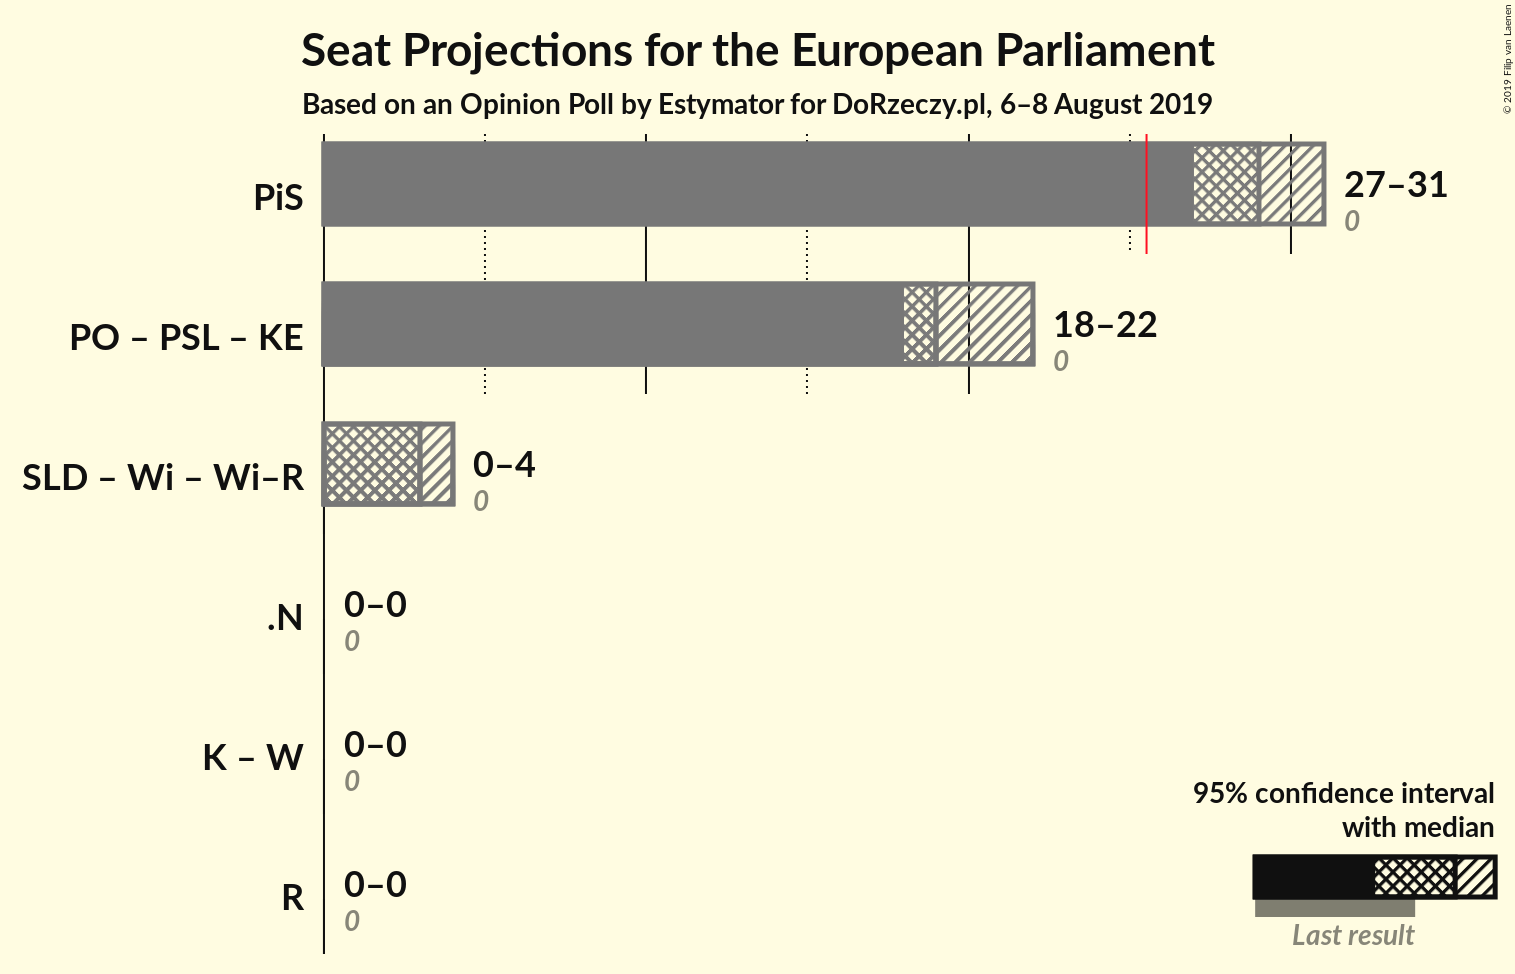 Seat Projections for the European Parliament
Based on an Opinion Poll by Estymator for DoRzeczy.pl, 6–8 August 2019
© 2019 Filip van Laenen
PiS
27–31
0
PO – PSL – KE
18–22
0
SLD – Wi – Wi–R
0–4
0
.N
0–0
0
K – W
0–0
0
R
0–0
0
95% confidence interval
with median
Last result